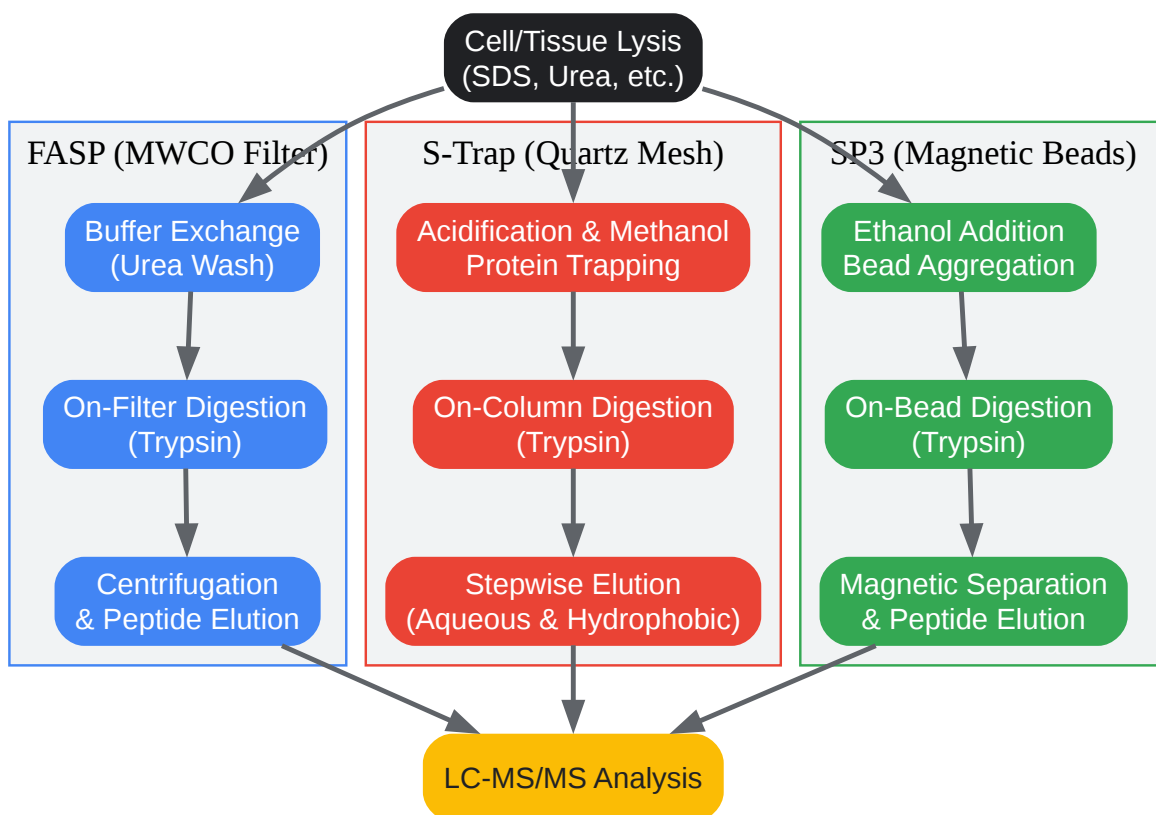 Cell/Tissue Lysis
(SDS, Urea, etc.)
FASP (MWCO Filter)
Buffer Exchange
(Urea Wash)
On-Filter Digestion
(Trypsin)
Centrifugation
& Peptide Elution
S-Trap (Quartz Mesh)
Acidification & Methanol
Protein Trapping
On-Column Digestion
(Trypsin)
Stepwise Elution
(Aqueous & Hydrophobic)
SP3 (Magnetic Beads)
Ethanol Addition
Bead Aggregation
On-Bead Digestion
(Trypsin)
Magnetic Separation
& Peptide Elution
LC-MS/MS Analysis